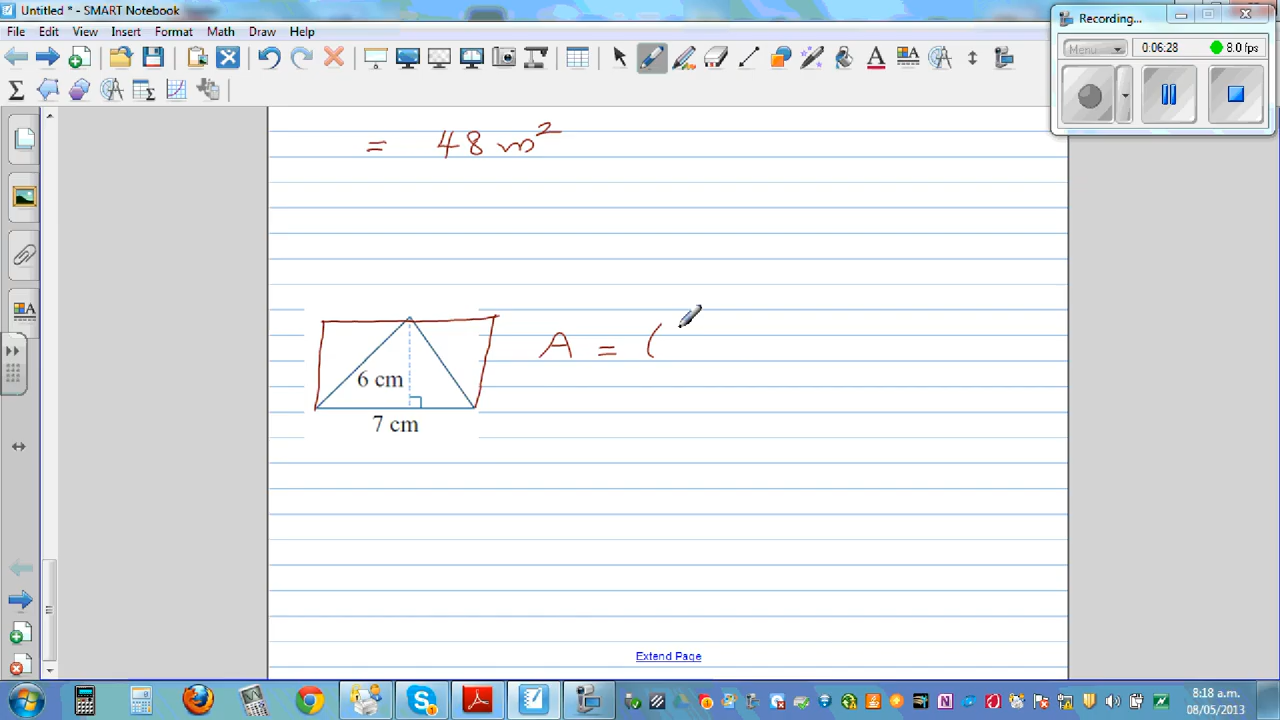 Untitled * - SMART Notebook
Recording...
File Edit View Insert Format Math Draw Help
Menu
0:06:28
8.0 fps
= 48 m²
A = (
6 cm
7 cm
Extend Page
8:18 a.m.
08/05/2013